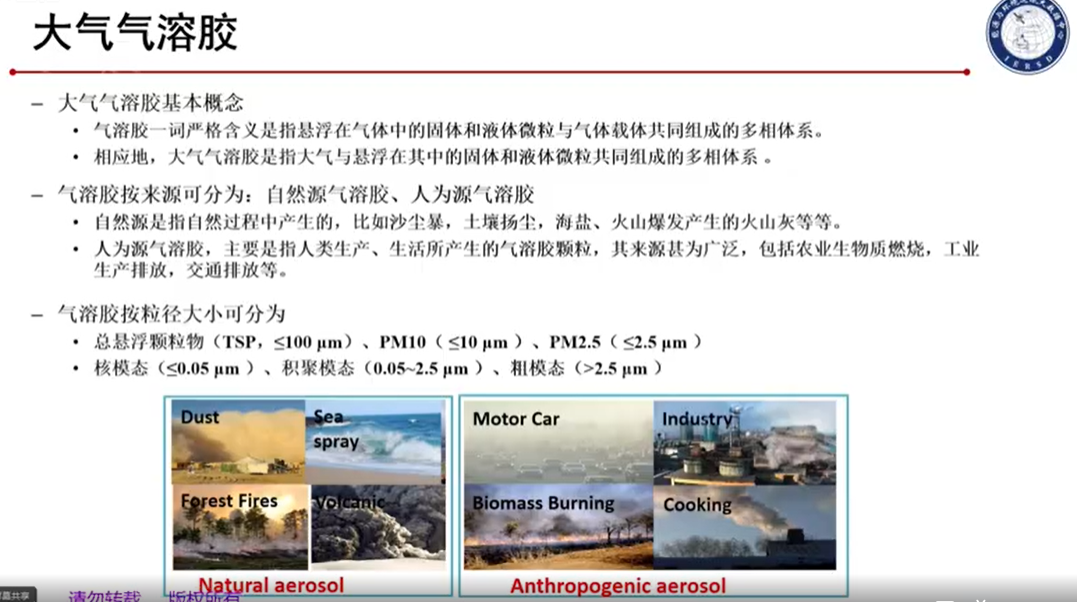 大气气溶胶
– 大气气溶胶基本概念
• 气溶胶一词严格含义是指悬浮在气体中的固体和液体微粒与气体载体共同组成的多相体系。
• 相应地，大气气溶胶是指大气与悬浮在其中的固体和液体微粒共同组成的多相体系 。
– 气溶胶按来源可分为：自然源气溶胶、人为源气溶胶
• 自然源是指自然过程中产生的，比如沙尘暴，土壤扬尘，海盐、火山爆发产生的火山灰等等。
• 人为源气溶胶，主要是指人类生产、生活所产生的气溶胶颗粒，其来源甚为广泛，包括农业生物质燃烧，工业
生产排放，交通排放等。
– 气溶胶按粒径大小可分为
• 总悬浮颗粒物（TSP，≤100 μm）、PM10（ ≤10 μm ）、PM2.5（ ≤2.5 μm ）
• 核模态（≤0.05 μm ）、积聚模态（0.05~2.5 μm ）、粗模态（>2.5 μm ）
Dust
Sea
spray
Motor Car
Industry
Forest Fires
Volcanic
Biomass Burning
Cooking
Natural aerosol
Anthropogenic aerosol
请勿转载 版权所有